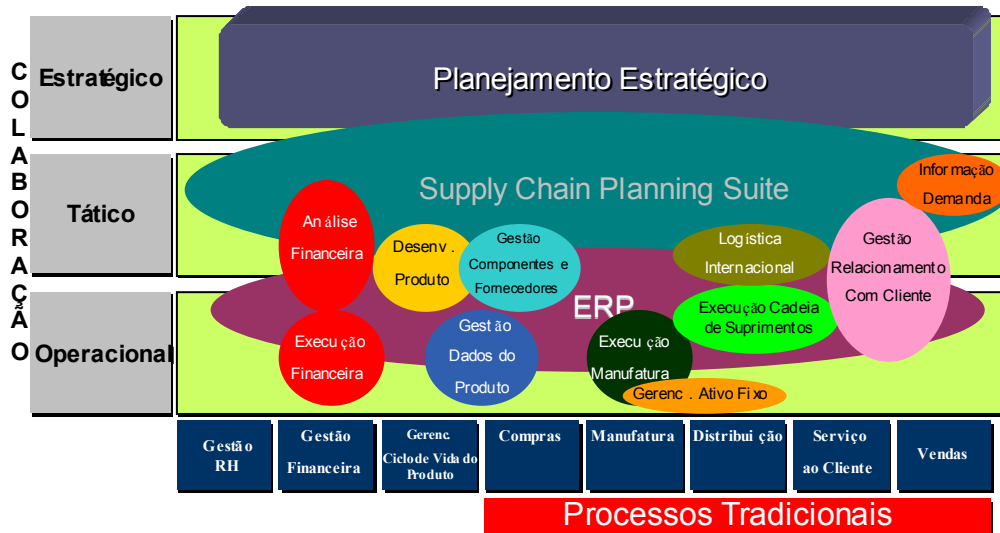 COLABORAÇÃO
Estratégico
Planejamento Estratégico
Tático
Supply Chain Planning Suite
Informação
Demanda
Análise
Financeira
Desenv.
Produto
Gestão
Componentes e
Fornecedores
Logística
Internacional
Gestão
Relacionamento
Com Cliente
Operacional
ERP
Execução
Financeira
Gestão
Dados do
Produto
Execução
Manufatura
Execução Cadeia
de Suprimentos
Gerenc. Ativo Fixo
Gestão
RH
Gestão
Financeira
Gerenc.
Ciclo de Vida do
Produto
Compras
Manufatura
Distribuição
Serviço
ao Cliente
Vendas
Processos Tradicionais